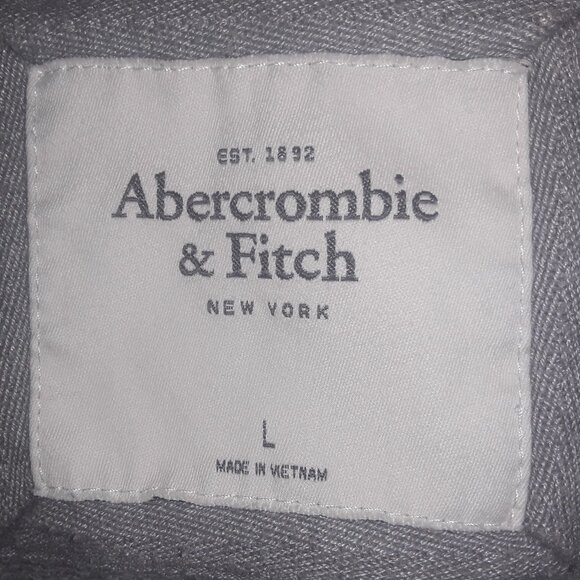 EST. 1892
Abercrombie
& Fitch
NEW YORK
L
MADE IN VIETNAM